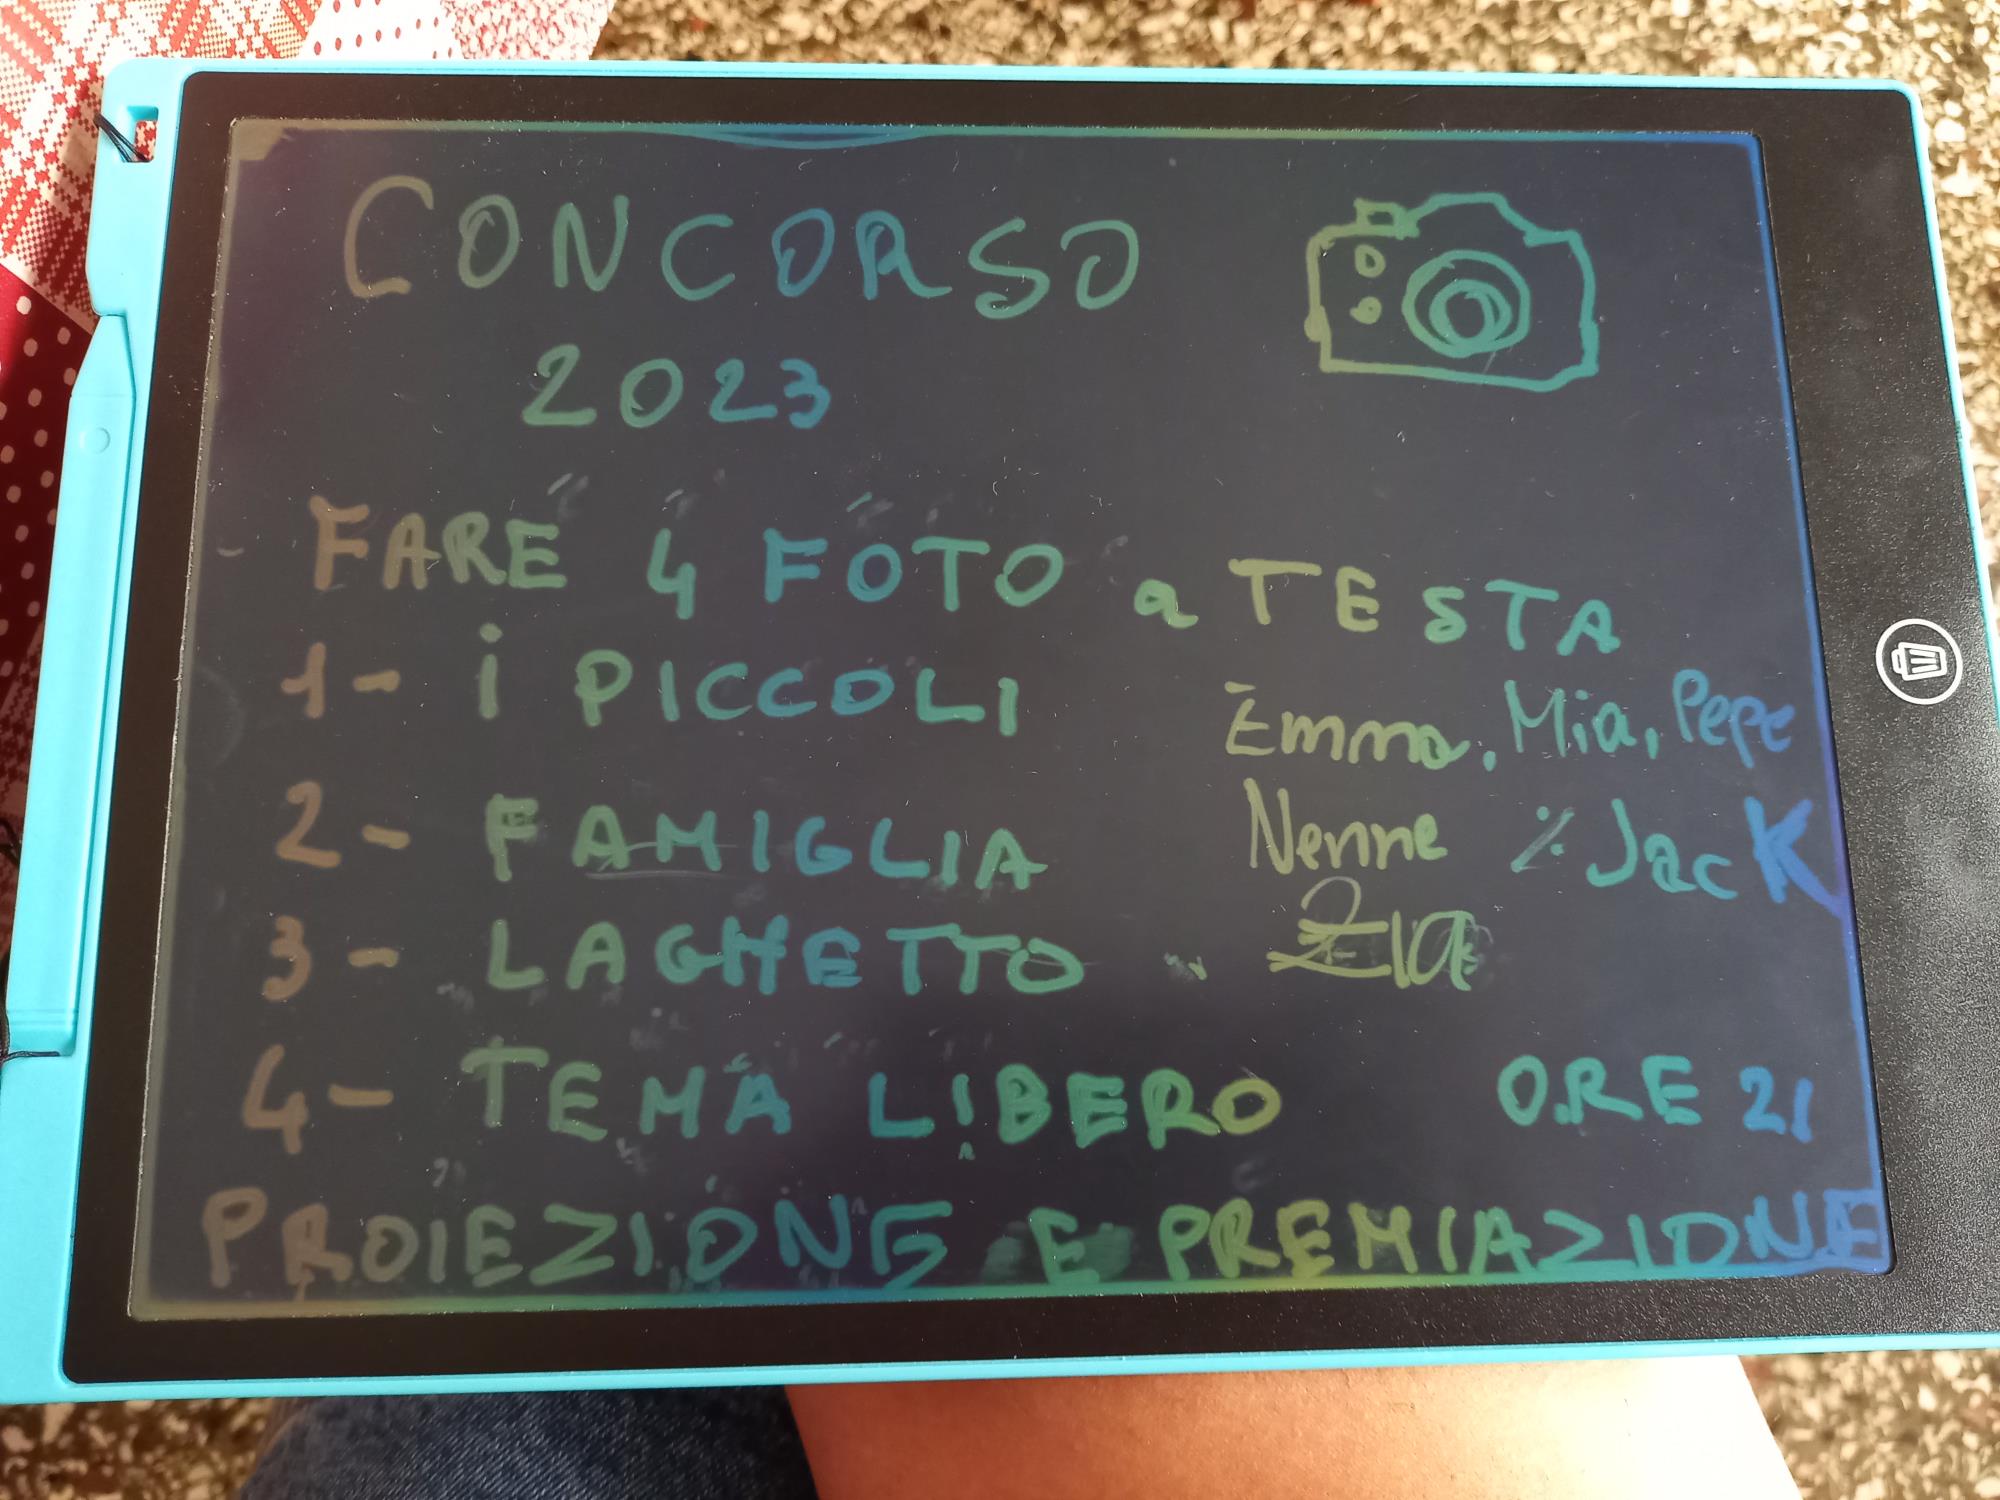 CONCORSO
2023
FARE 4 FOTO a TESTA
1- i PICCOLI
Emma, Mia, Pepe
2- FAMIGLIA
Nenne % Jack
3- LAGHETTO
Zia
4- TEMA LIBERO
ORE 21
PROIEZIONE E PREMIAZIONE